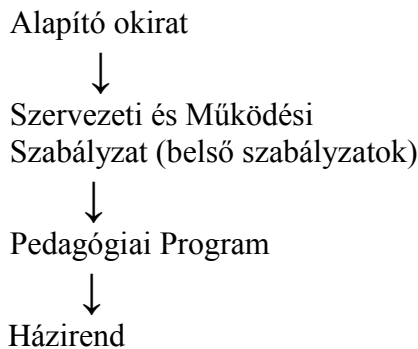 Alapító okirat
Szervezeti és Működési
Szabályzat (belső szabályzatok)
Pedagógiai Program
Házirend